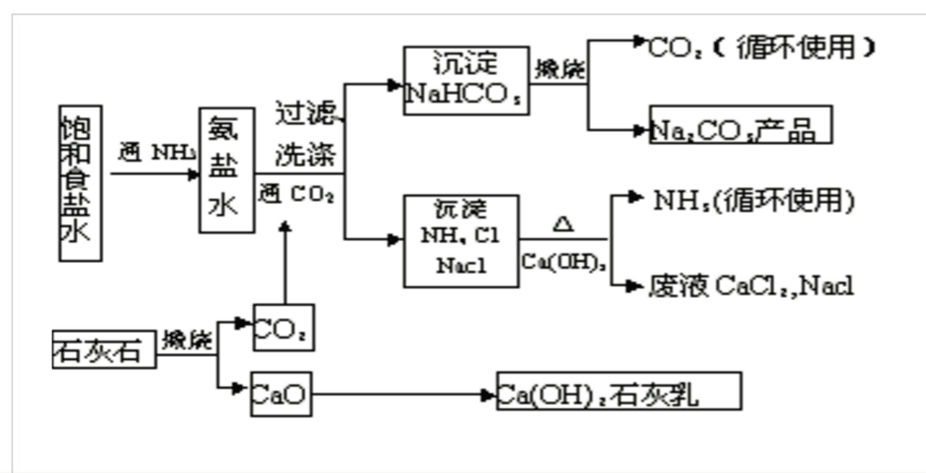 饱和食盐水
通 NH₃
氨盐水
过滤、
洗涤
通 CO₂
沉淀
NaHCO₃
煅烧
CO₂ ( 循环使用 )
Na₂CO₃产品
沉淀
NH₄ Cl
Nacl
△
Ca(OH)₂
NH₃(循环使用)
废液 CaCl₂,Nacl
石灰石
煅烧
CO₂
CaO
Ca(OH)₂石灰乳